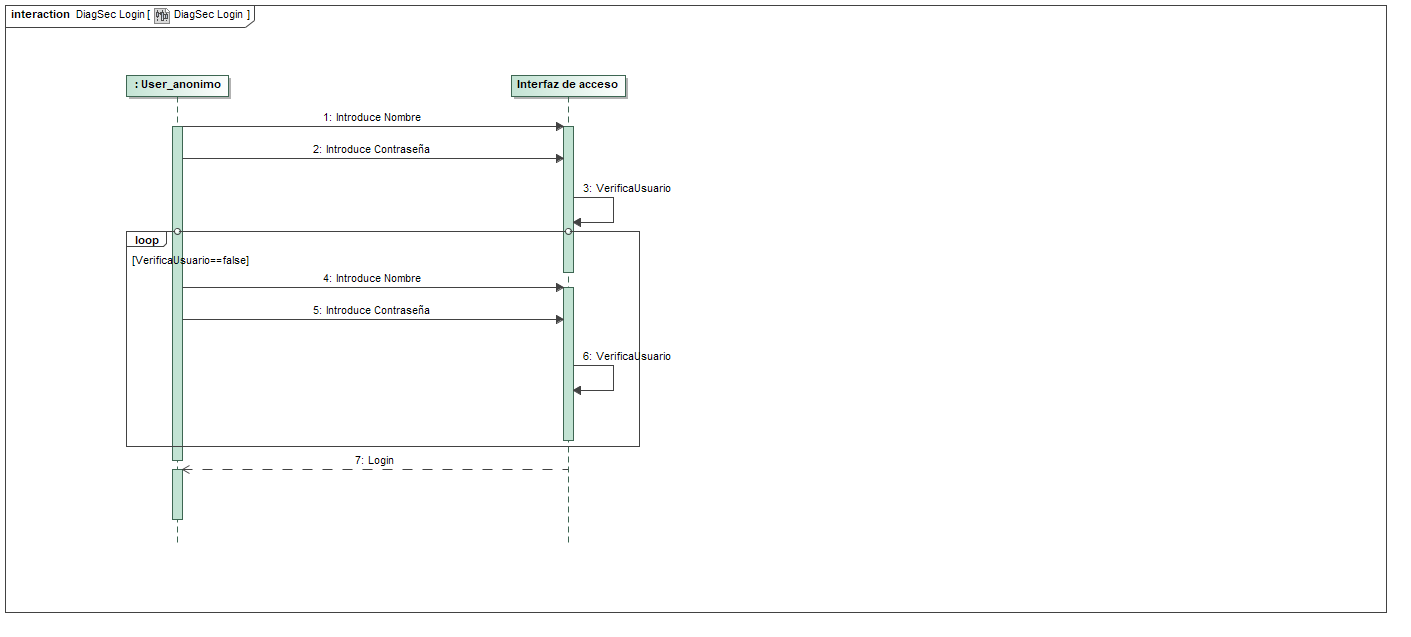 interaction DiagSec Login [ DiagSec Login ]
: User_anonimo
Interfaz de acceso
1: Introduce Nombre
2: Introduce Contraseña
3: VerificaUsuario
loop
[VerificaUsuario==false]
4: Introduce Nombre
5: Introduce Contraseña
6: VerificaUsuario
7: Login